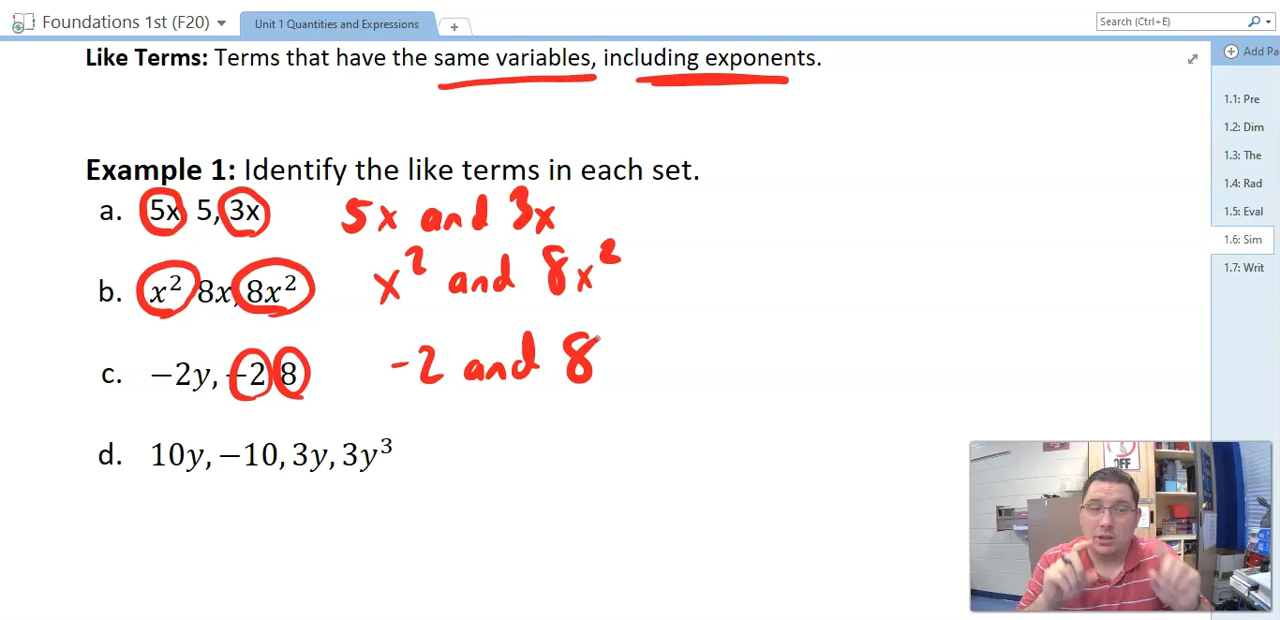 Foundations 1st (F20)
Unit 1 Quantities and Expressions
+
Search (Ctrl+E)
Add Pa
Like Terms: Terms that have the same variables, including exponents.
1.1: Pre
1.2: Dim
1.3: The
1.4: Rad
1.5: Eval
1.6: Sim
1.7: Writ
Example 1: Identify the like terms in each set.
a. 5x, 5, 3x 5x and 3x
b. x², 8x, 8x² x² and 8x²
c. −2y, −2, 8 -2 and 8
d. 10y, −10, 3y, 3y³
OFF